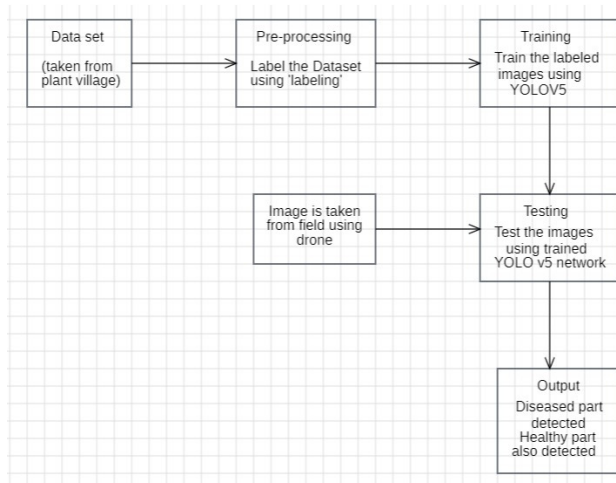 Data set
(taken from
plant village)
Pre-processing
Label the Dataset
using 'labeling'
Training
Train the labeled
images using
YOLOV5
Image is taken
from field using
drone
Testing
Test the images
using trained
YOLO v5 network
Output
Diseased part
detected
Healthy part
also detected